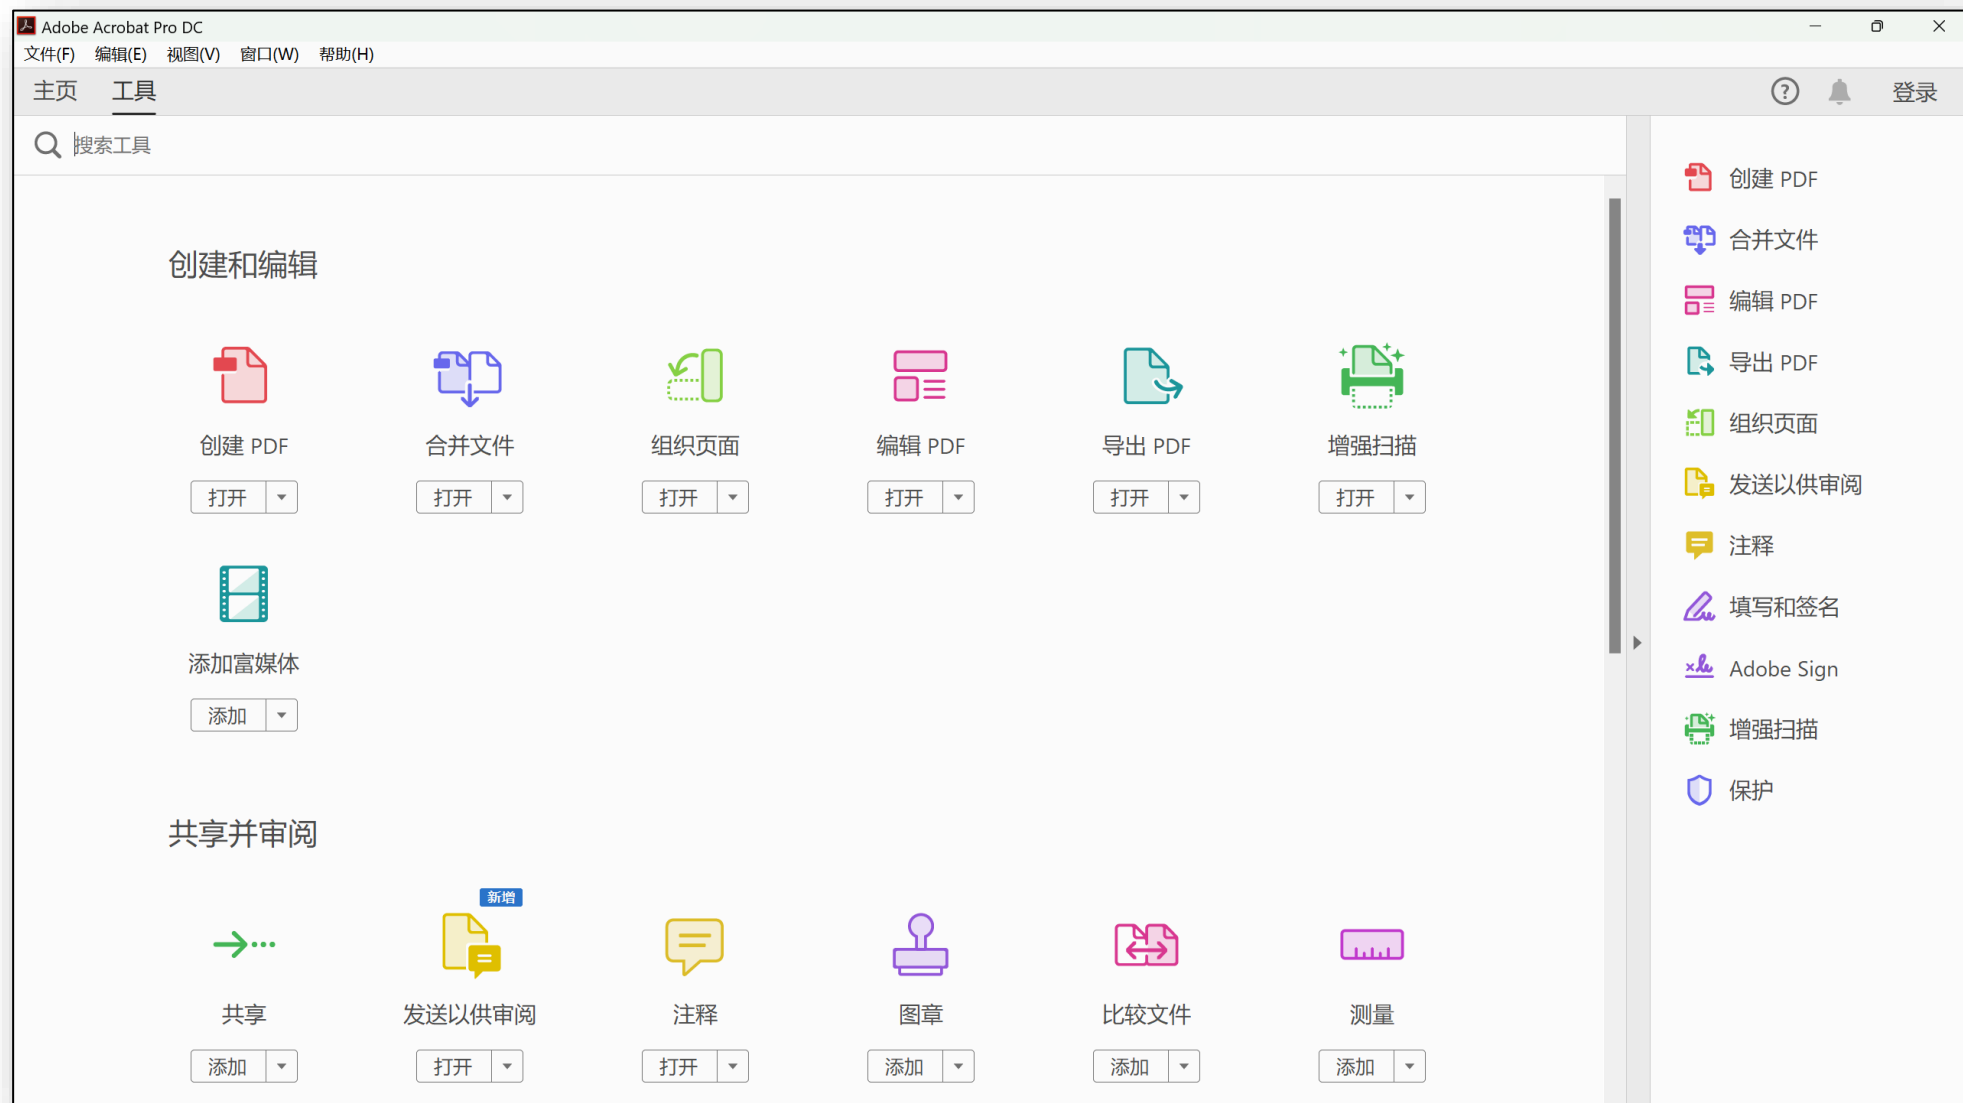 Adobe Acrobat Pro DC
文件(F) 编辑(E) 视图(V) 窗口(W) 帮助(H)
主页 工具
登录
搜索工具
创建和编辑
创建 PDF 合并文件 组织页面 编辑 PDF 导出 PDF 增强扫描
打开 打开 打开 打开 打开 打开
添加富媒体
添加
共享并审阅
新增
共享 发送以供审阅 注释 图章 比较文件 测量
添加 打开 打开 添加 添加 添加
创建 PDF
合并文件
编辑 PDF
导出 PDF
组织页面
发送以供审阅
注释
填写和签名
Adobe Sign
增强扫描
保护